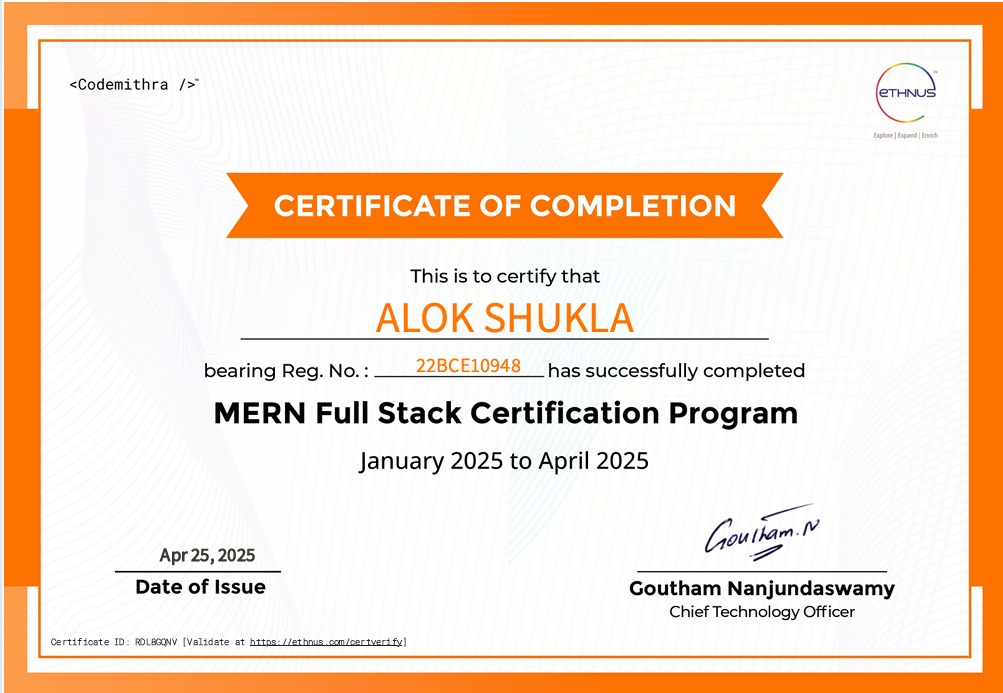 <Codemithra />™
eTHNUS™
Explore | Expand | Enrich
CERTIFICATE OF COMPLETION
This is to certify that
ALOK SHUKLA
bearing Reg. No. : 22BCE10948 has successfully completed
MERN Full Stack Certification Program
January 2025 to April 2025
Goutham.N
Apr 25, 2025
Date of Issue
Goutham Nanjundaswamy
Chief Technology Officer
Certificate ID: RDL8GQNV [Validate at https://ethnus.com/certverify]